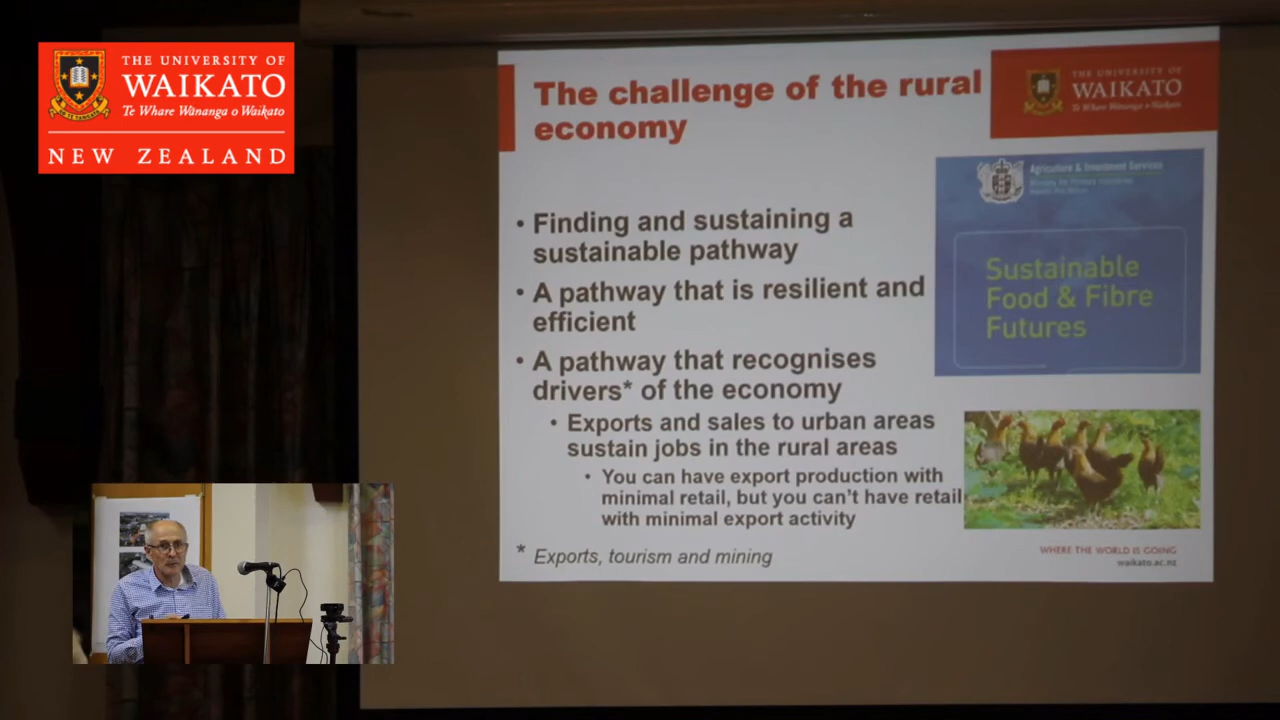 THE UNIVERSITY OF
WAIKATO
Te Whare Wānanga o Waikato
NEW ZEALAND
The challenge of the rural
economy
THE UNIVERSITY OF
WAIKATO
Te Whare Wānanga o Waikato
• Finding and sustaining a
sustainable pathway
• A pathway that is resilient and
efficient
• A pathway that recognises
drivers* of the economy
• Exports and sales to urban areas
sustain jobs in the rural areas
• You can have export production with
minimal retail, but you can't have retail
with minimal export activity
* Exports, tourism and mining
Agriculture & Investment Services
Sustainable
Food & Fibre
Futures
WHERE THE WORLD IS GOING
waikato.ac.nz